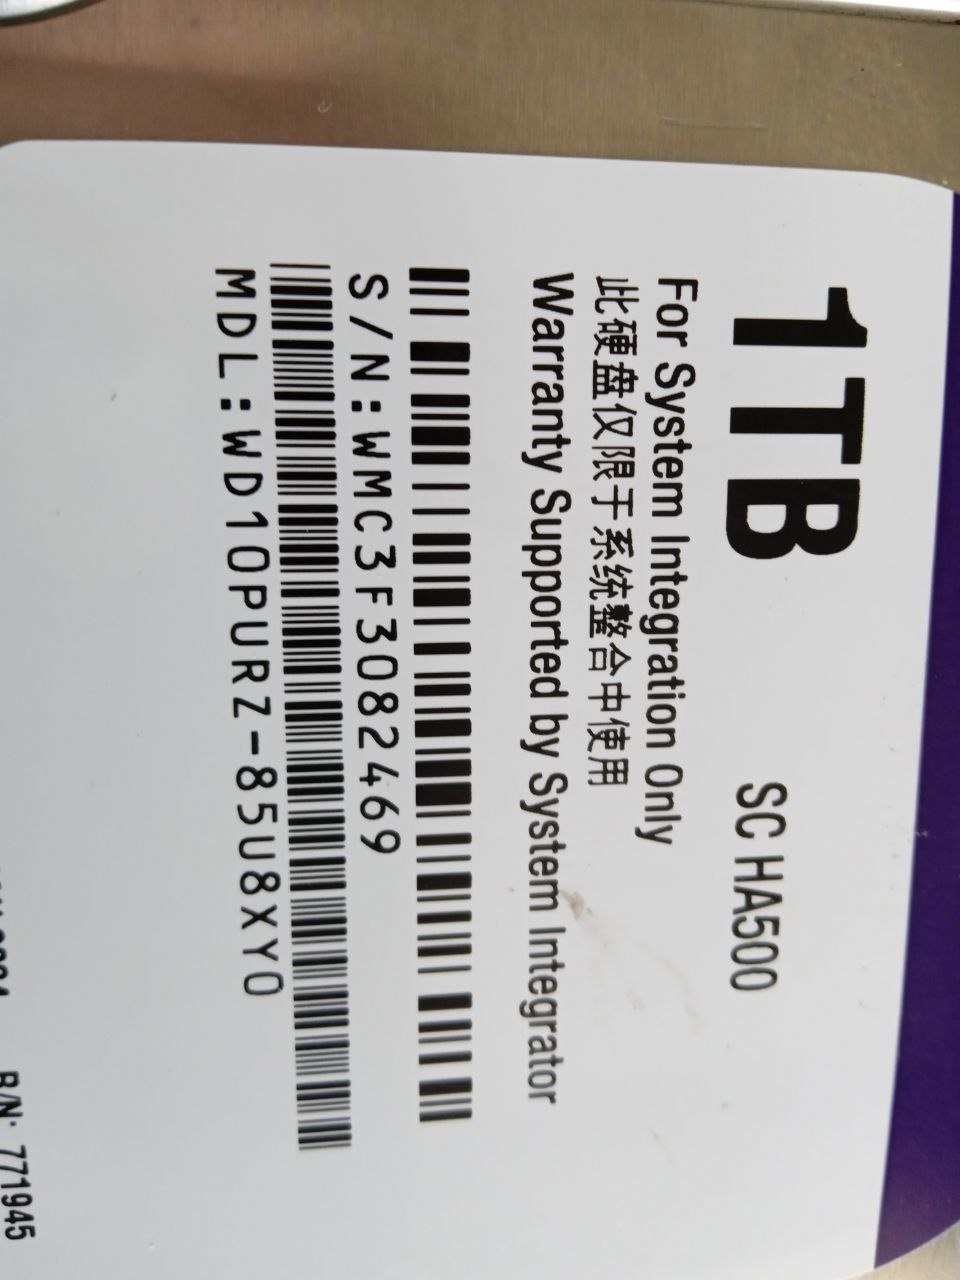 1TB
SC HA500
For System Integration Only
此硬盘仅限于系统整合中使用
Warranty Supported by System Integrator
S/N:WMC3F3082469
MDL:WD10PURZ-85U8XY0
R/N: 771945